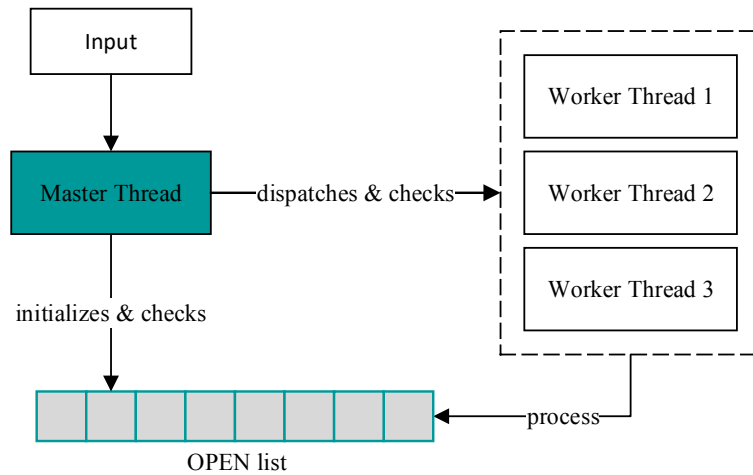 Input
Worker Thread 1
Master Thread
dispatches & checks
Worker Thread 2
Worker Thread 3
initializes & checks
process
OPEN list